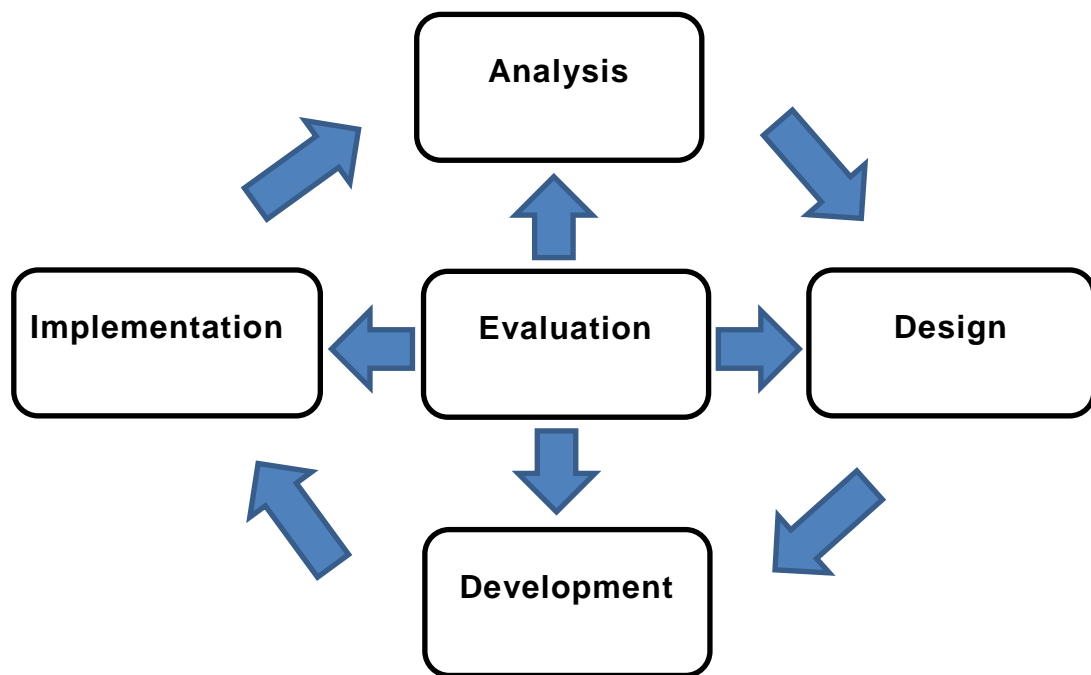 Analysis
Implementation
Evaluation
Design
Development